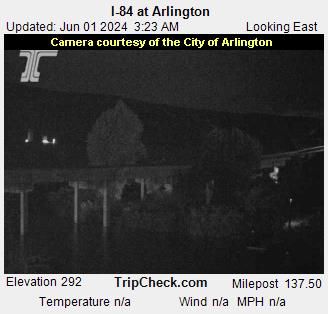 I-84 at Arlington
Updated: Jun 01 2024 3:23 AM Looking East
Camera courtesy of the City of Arlington
Elevation 292 TripCheck.com Milepost 137.50
Temperature n/a Wind n/a MPH n/a